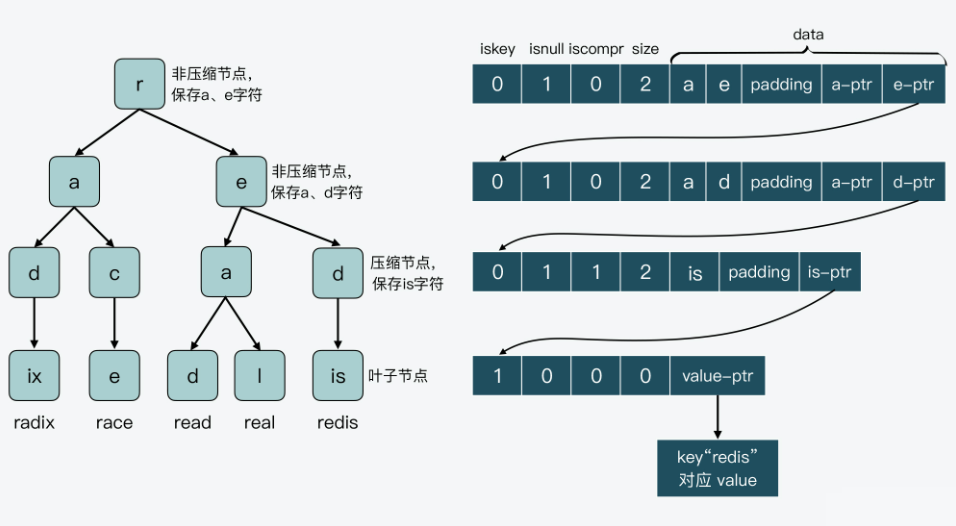 r
非压缩节点，
保存a、e字符
a
e
非压缩节点，
保存a、d字符
d
c
a
d
压缩节点，
保存is字符
ix
e
d
l
is
叶子节点
radix
race
read
real
redis
data
iskey isnull iscompr size
0 1 0 2 a e padding a-ptr e-ptr
0 1 0 2 a d padding a-ptr d-ptr
0 1 1 2 is padding is-ptr
1 0 0 0 value-ptr
key“redis”
对应 value